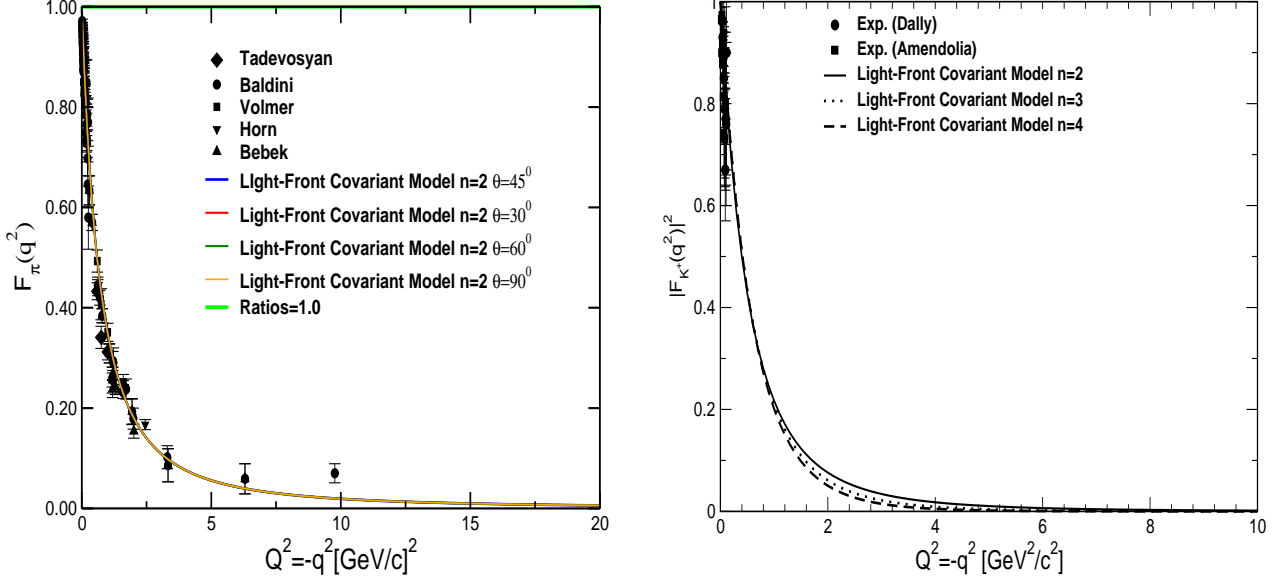 1.00
0.80
0.60
0.40
0.20
0.00
F_π(q²)
Tadevosyan
Baldini
Volmer
Horn
Bebek
LIght-Front Covariant Model n=2 θ=45⁰
Light-Front Covariant Model n=2 θ=30⁰
Light-Front Covariant Model n=2 θ=60⁰
Light-Front Covariant Model n=2 θ=90⁰
Ratios=1.0
0 5 10 15 20
Q²=-q²[GeV/c]²
1
0.8
0.6
0.4
0.2
0
|F_K⁺(q²)|²
Exp. (Dally)
Exp. (Amendolia)
Light-Front Covariant Model n=2
Light-Front Covariant Model n=3
Light-Front Covariant Model n=4
0 2 4 6 8 10
Q²=-q² [GeV²/c²]